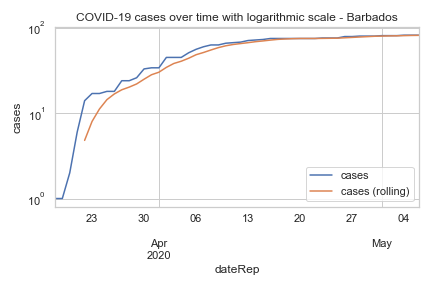 COVID-19 cases over time with logarithmic scale - Barbados
cases
10²
10¹
10⁰
cases
cases (rolling)
23
30
06
13
20
27
04
Apr
2020
May
dateRep